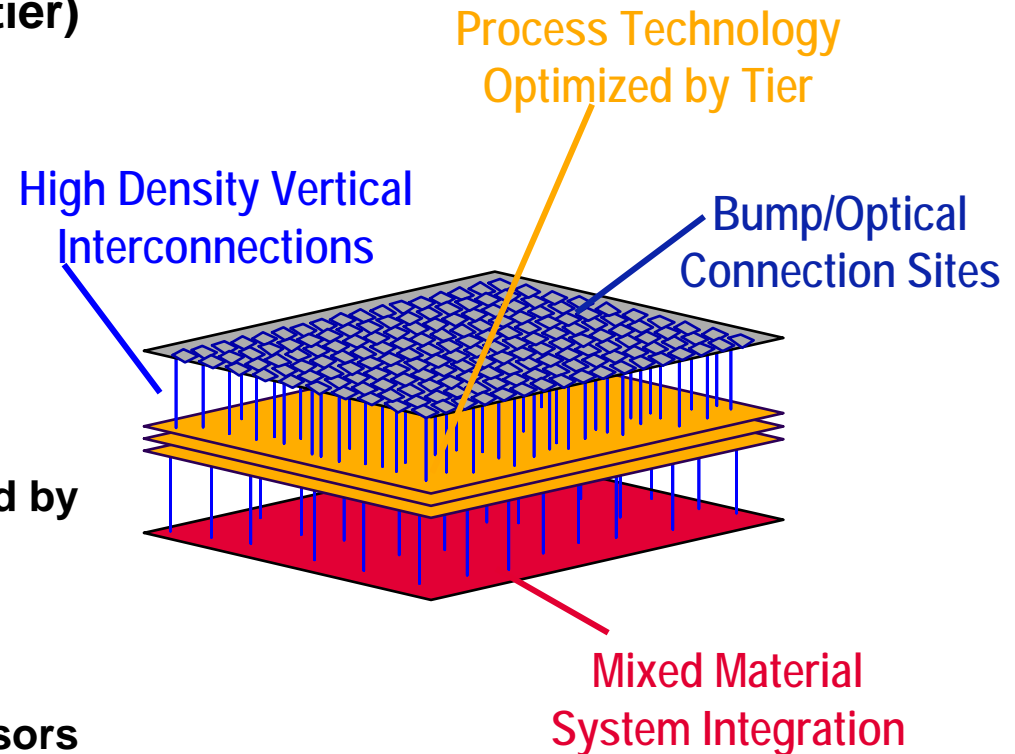 tier)
Process Technology
Optimized by Tier
High Density Vertical
Interconnections
Bump/Optical
Connection Sites
d by
Mixed Material
System Integration
sors